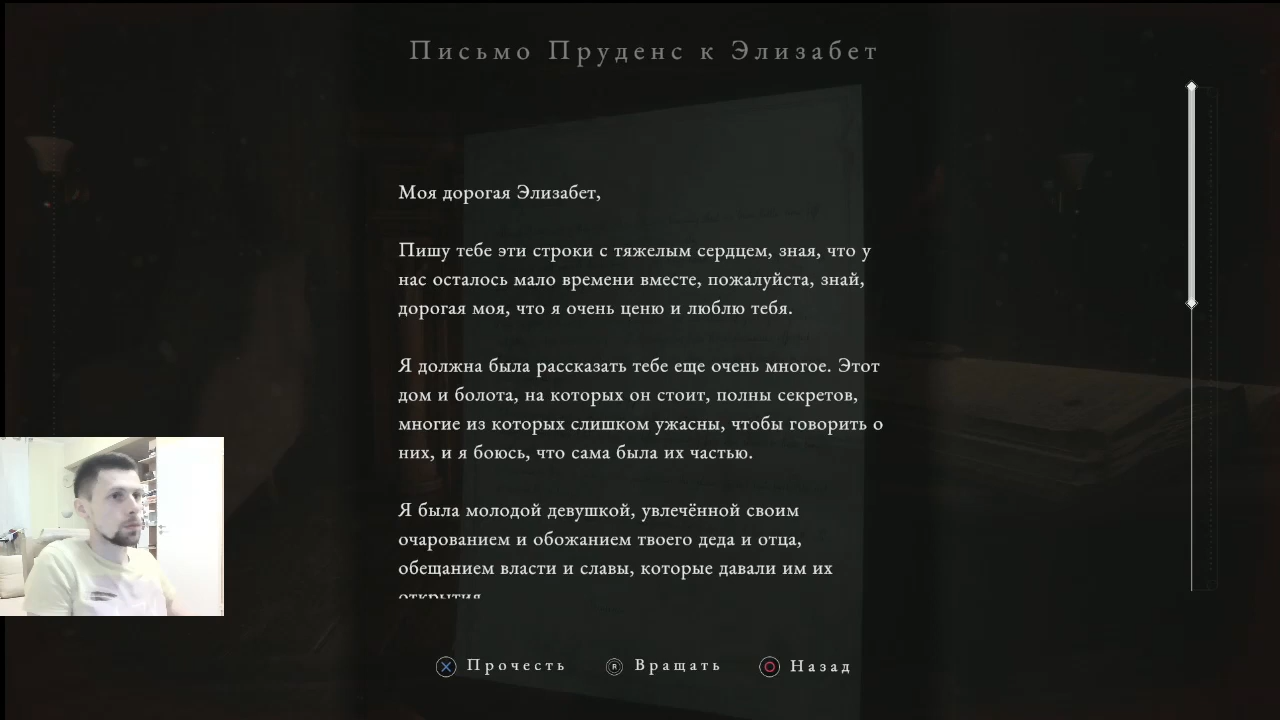 Письмо Пруденс к Элизабет
Моя дорогая Элизабет,
Пишу тебе эти строки с тяжелым сердцем, зная, что у
нас осталось мало времени вместе, пожалуйста, знай,
дорогая моя, что я очень ценю и люблю тебя.
Я должна была рассказать тебе еще очень многое. Этот
дом и болота, на которых он стоит, полны секретов,
многие из которых слишком ужасны, чтобы говорить о
них, и я боюсь, что сама была их частью.
Я была молодой девушкой, увлечённой своим
очарованием и обожанием твоего деда и отца,
обещанием власти и славы, которые давали им их
открытия
Прочесть R Вращать Назад